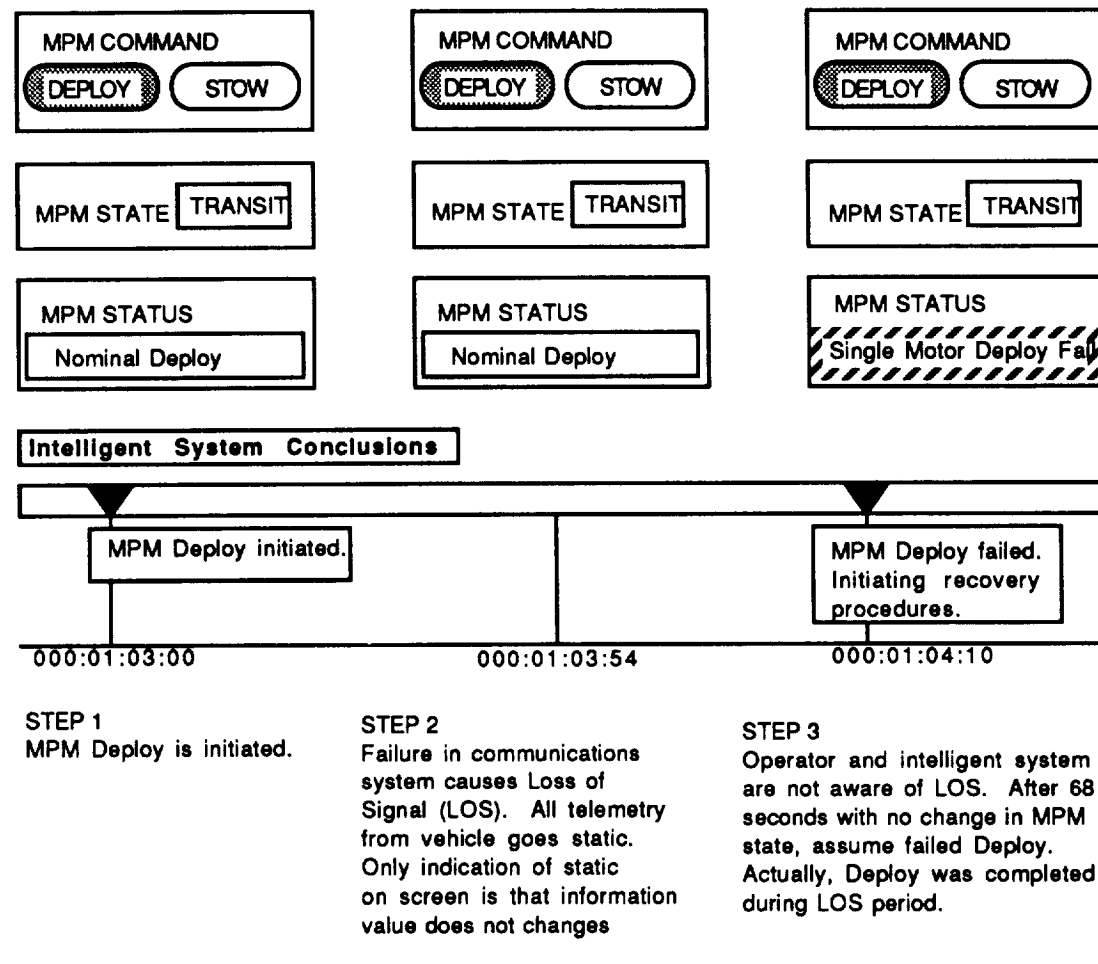 MPM COMMAND
DEPLOY STOW
MPM STATE TRANSIT
MPM STATUS
Nominal Deploy
MPM COMMAND
DEPLOY STOW
MPM STATE TRANSIT
MPM STATUS
Nominal Deploy
MPM COMMAND
DEPLOY STOW
MPM STATE TRANSIT
MPM STATUS
Single Motor Deploy Fail
Intelligent System Conclusions
MPM Deploy initiated.
MPM Deploy failed.
Initiating recovery
procedures.
000:01:03:00
000:01:03:54
000:01:04:10
STEP 1
MPM Deploy is initiated.
STEP 2
Failure in communications
system causes Loss of
Signal (LOS). All telemetry
from vehicle goes static.
Only indication of static
on screen is that information
value does not changes
STEP 3
Operator and intelligent system
are not aware of LOS. After 68
seconds with no change in MPM
state, assume failed Deploy.
Actually, Deploy was completed
during LOS period.